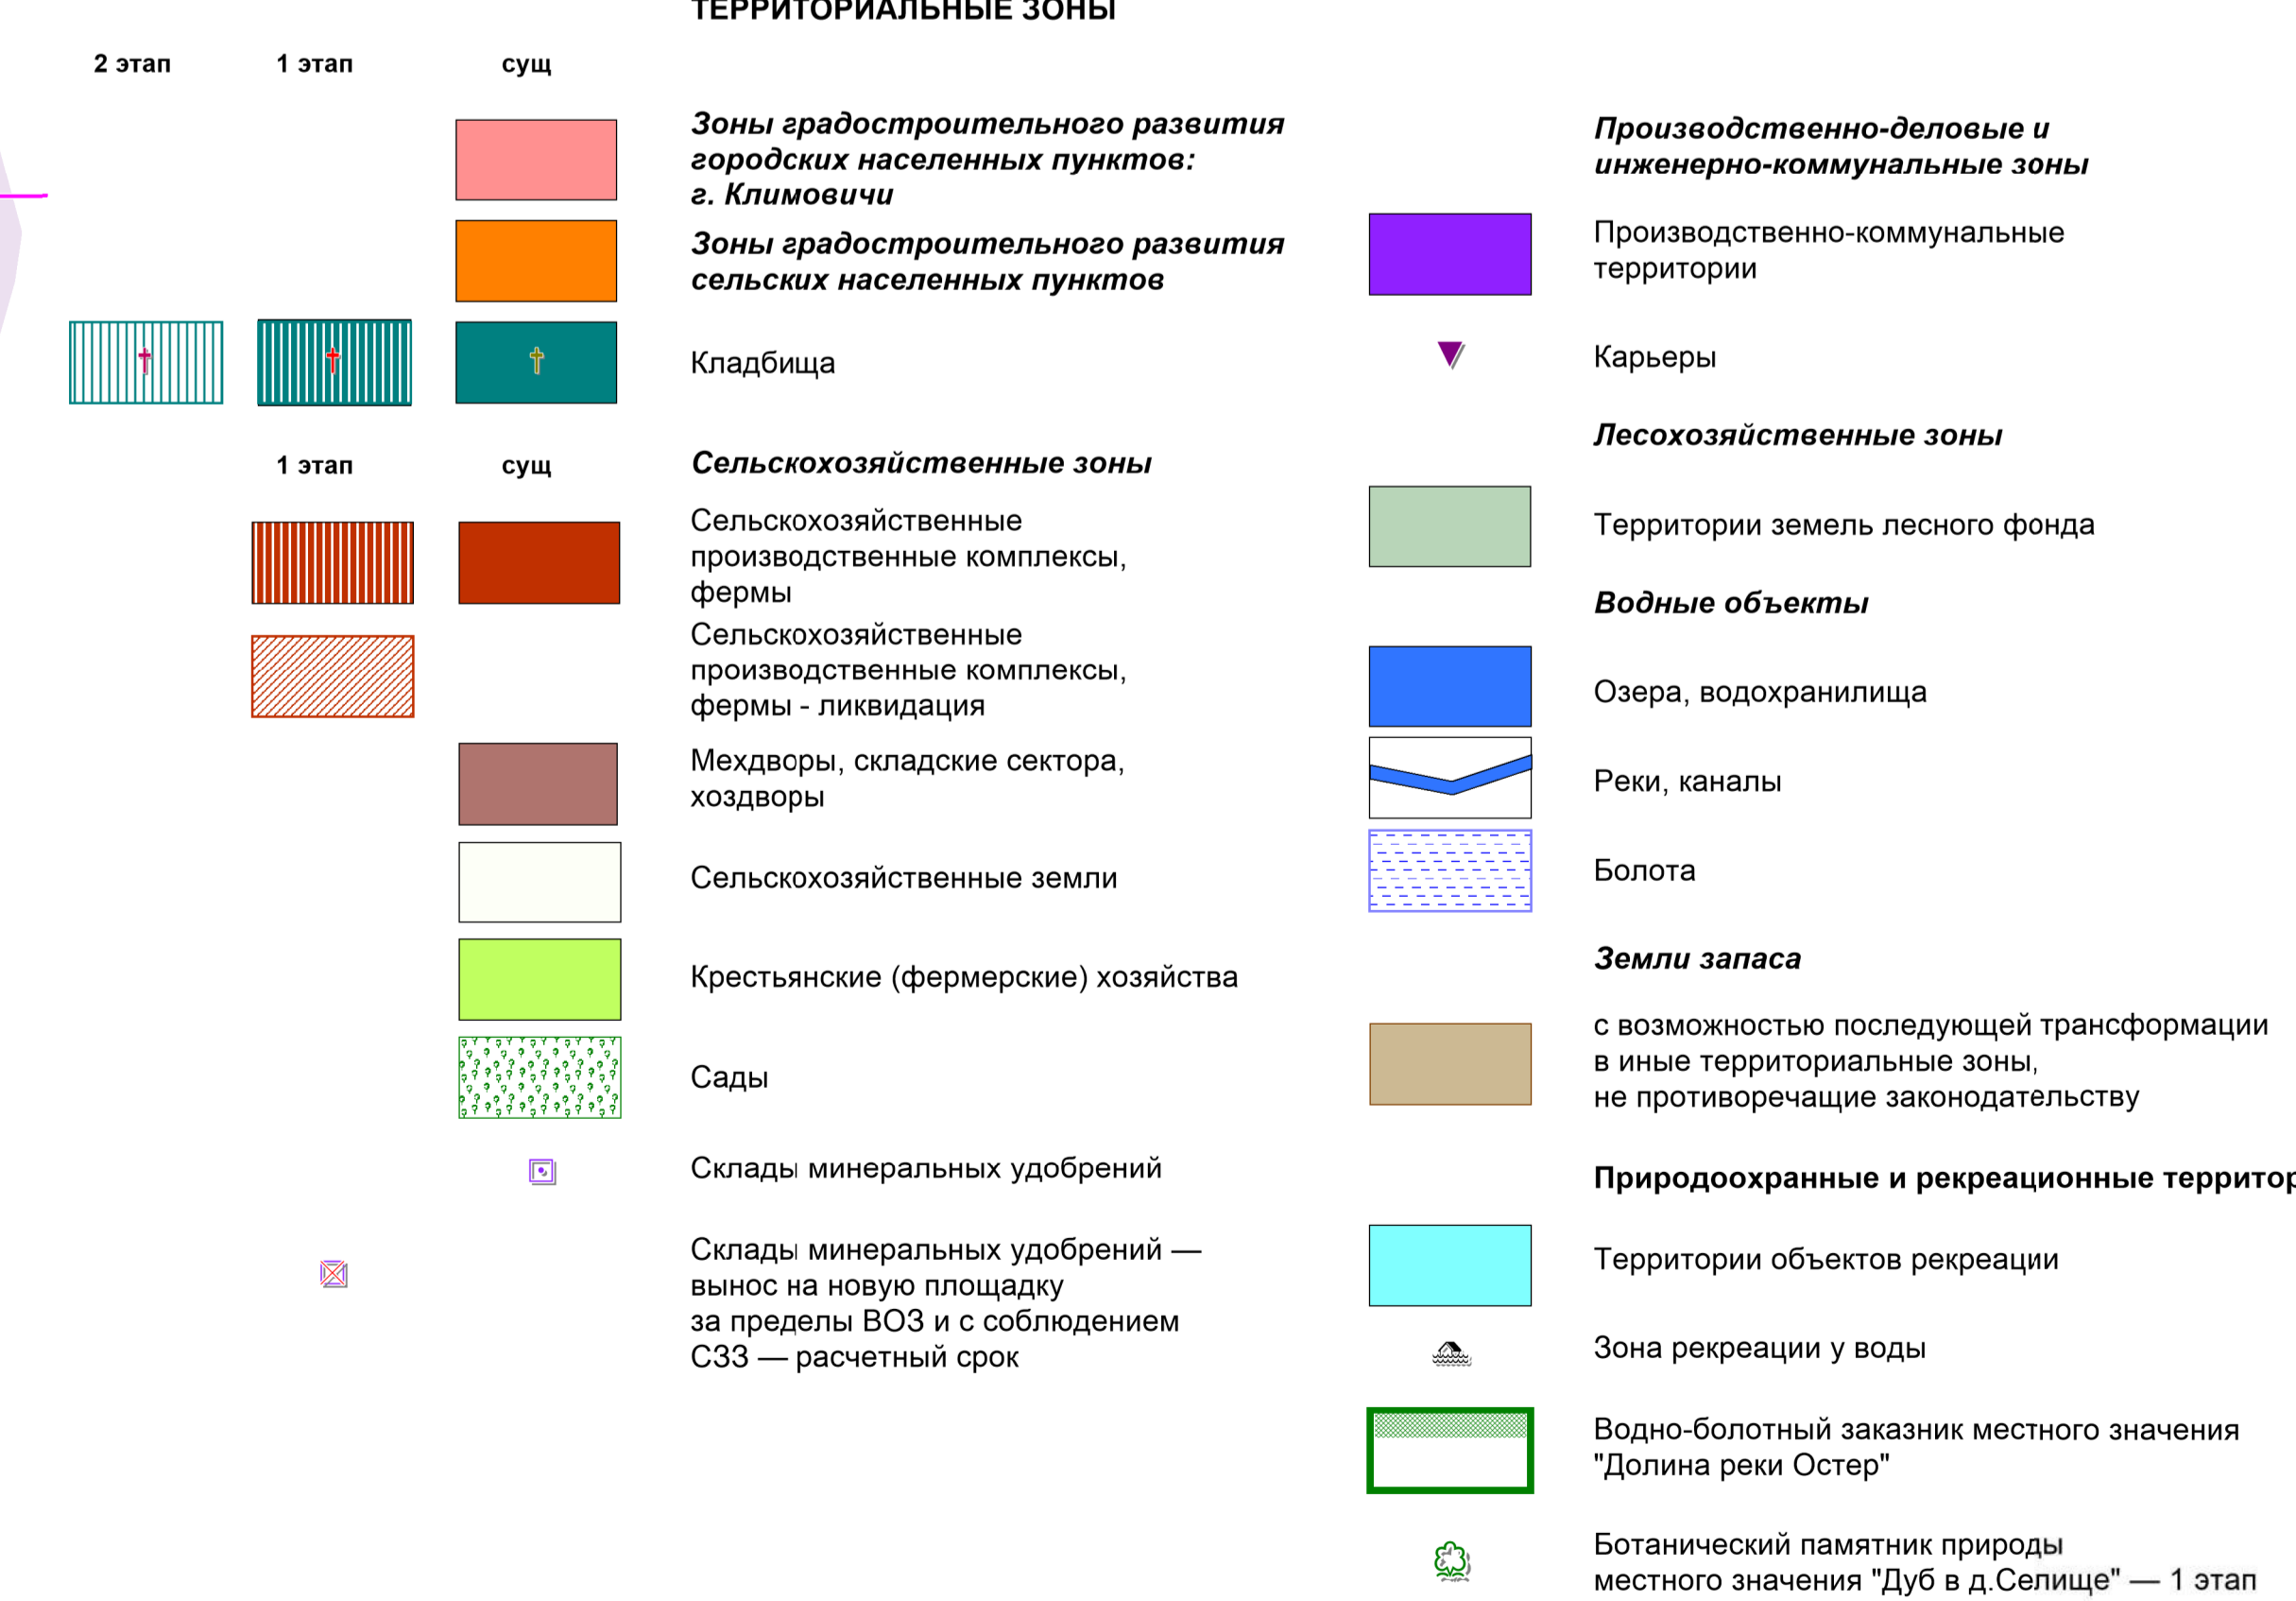 ТЕРРИТОРИАЛЬНЫЕ ЗОНЫ
2 этап 1 этап сущ
Зоны градостроительного развития
городских населенных пунктов:
г. Климовичи
Зоны градостроительного развития
сельских населенных пунктов
Кладбища
1 этап сущ Сельскохозяйственные зоны
Сельскохозяйственные
производственные комплексы,
фермы
Сельскохозяйственные
производственные комплексы,
фермы - ликвидация
Мехдворы, складские сектора,
хоздворы
Сельскохозяйственные земли
Крестьянские (фермерские) хозяйства
Сады
Склады минеральных удобрений
Склады минеральных удобрений —
вынос на новую площадку
за пределы ВОЗ и с соблюдением
СЗЗ — расчетный срок
Производственно-деловые и
инженерно-коммунальные зоны
Производственно-коммунальные
территории
Карьеры
Лесохозяйственные зоны
Территории земель лесного фонда
Водные объекты
Озера, водохранилища
Реки, каналы
Болота
Земли запаса
с возможностью последующей трансформации
в иные территориальные зоны,
не противоречащие законодательству
Природоохранные и рекреационные
Территории объектов рекреации
Зона рекреации у воды
Водно-болотный заказник местного значения
"Долина реки Остер"
Ботанический памятник природы
местного значения "Дуб в д.Селище" — 1 этап